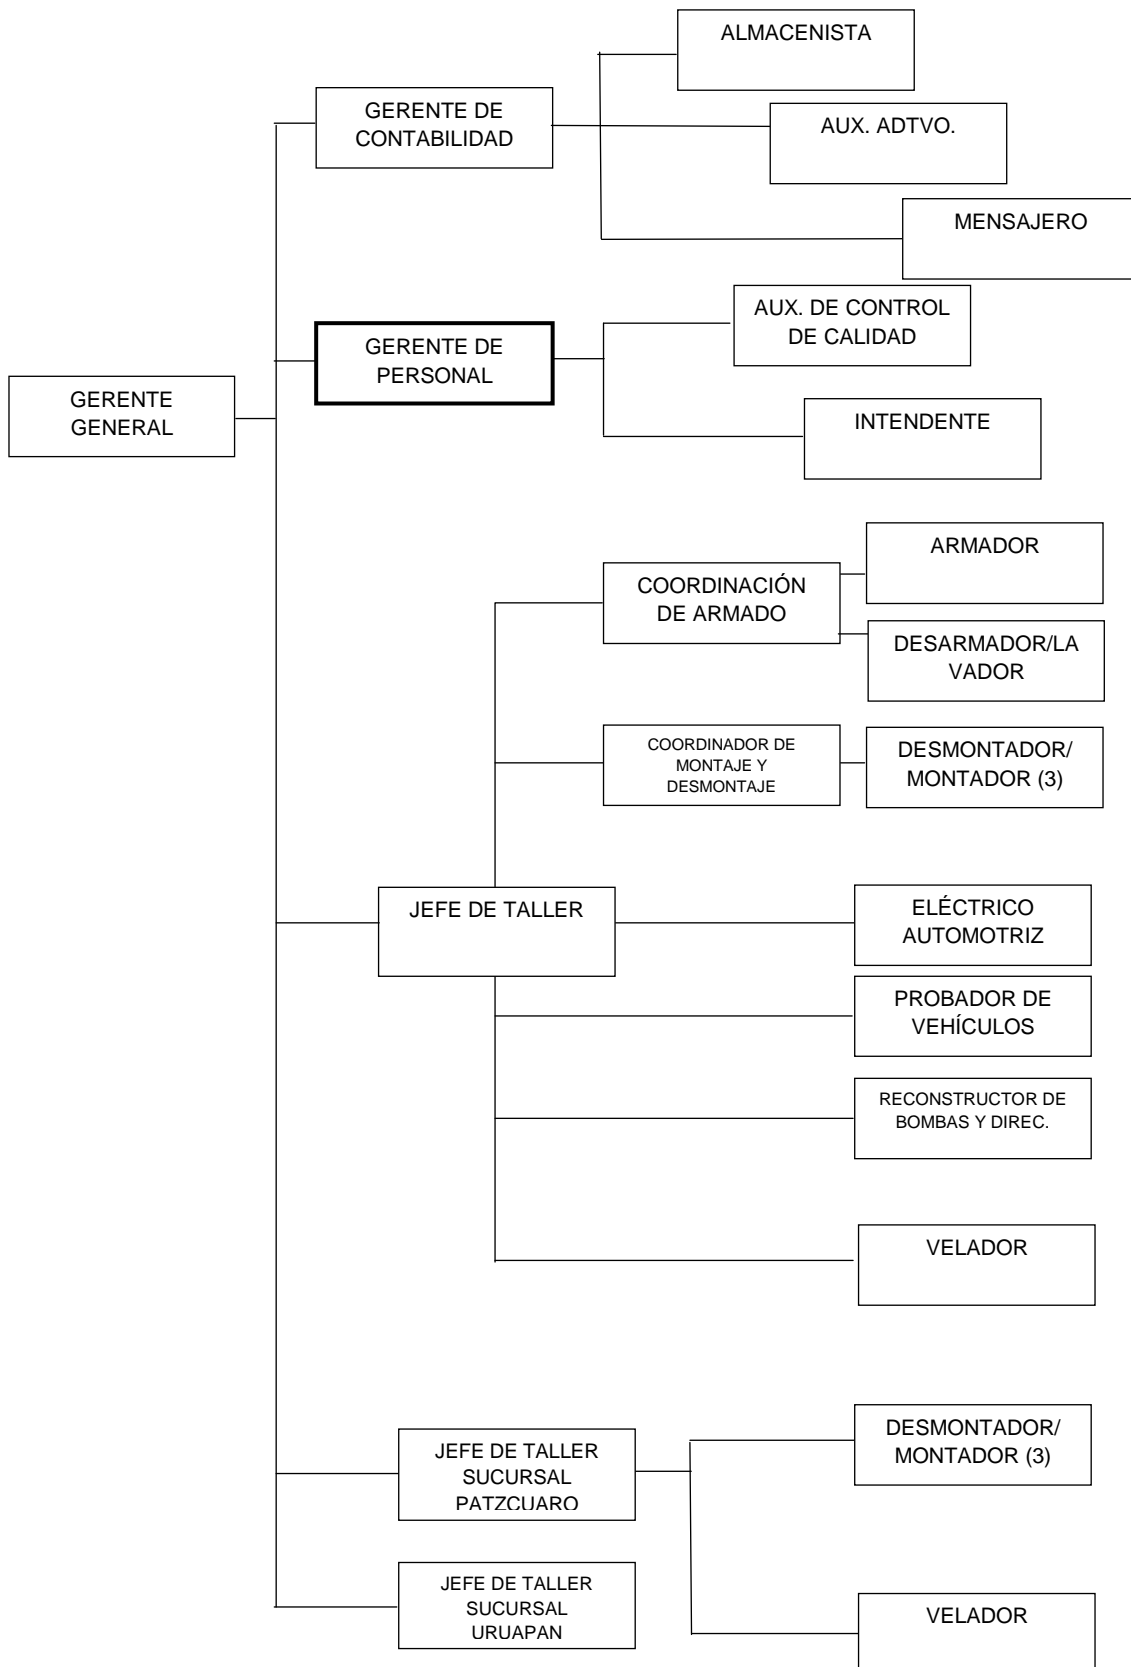 ALMACENISTA
GERENTE DE
CONTABILIDAD
AUX. ADTVO.
MENSAJERO
AUX. DE CONTROL
DE CALIDAD
GERENTE DE
PERSONAL
GERENTE
GENERAL
INTENDENTE
ARMADOR
COORDINACIÓN
DE ARMADO
DESARMADOR/LA
VADOR
COORDINADOR DE
MONTAJE Y
DESMONTAJE
DESMONTADOR/
MONTADOR (3)
JEFE DE TALLER
ELÉCTRICO
AUTOMOTRIZ
PROBADOR DE
VEHÍCULOS
RECONSTRUCTOR DE
BOMBAS Y DIREC.
VELADOR
DESMONTADOR/
MONTADOR (3)
JEFE DE TALLER
SUCURSAL
PATZCUARO
JEFE DE TALLER
SUCURSAL
URUAPAN
VELADOR